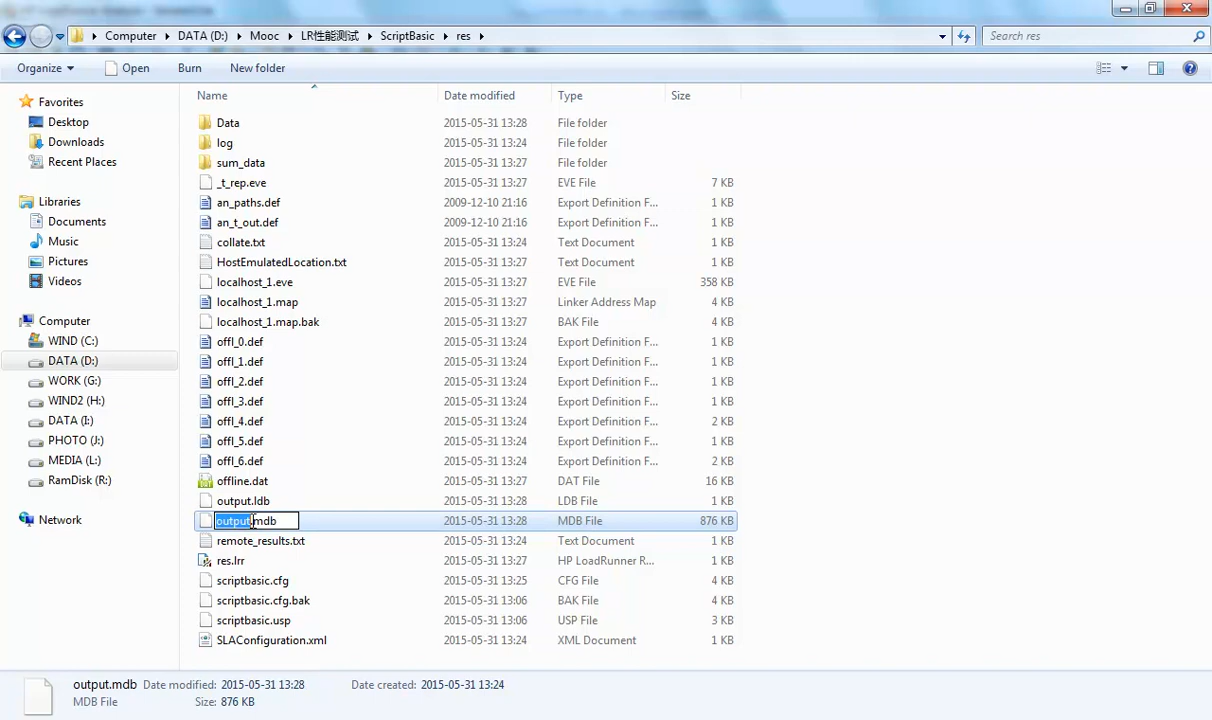 Computer ▸ DATA (D:) ▸ Mooc ▸ LR性能测试 ▸ ScriptBasic ▸ res ▸ Search res
Organize Open Burn New folder
Name Date modified Type Size
Favorites
Desktop
Downloads
Recent Places
Libraries
Documents
Music
Pictures
Videos
Computer
WIND (C:)
DATA (D:)
WORK (G:)
WIND2 (H:)
DATA (I:)
PHOTO (J:)
MEDIA (L:)
RamDisk (R:)
Network
Data 2015-05-31 13:28 File folder
log 2015-05-31 13:24 File folder
sum_data 2015-05-31 13:27 File folder
_t_rep.eve 2015-05-31 13:27 EVE File 7 KB
an_paths.def 2009-12-10 21:16 Export Definition F... 1 KB
an_t_out.def 2009-12-10 21:16 Export Definition F... 1 KB
collate.txt 2015-05-31 13:24 Text Document 1 KB
HostEmulatedLocation.txt 2015-05-31 13:24 Text Document 1 KB
localhost_1.eve 2015-05-31 13:27 EVE File 358 KB
localhost_1.map 2015-05-31 13:27 Linker Address Map 4 KB
localhost_1.map.bak 2015-05-31 13:27 BAK File 4 KB
offl_0.def 2015-05-31 13:24 Export Definition F... 1 KB
offl_1.def 2015-05-31 13:24 Export Definition F... 1 KB
offl_2.def 2015-05-31 13:24 Export Definition F... 1 KB
offl_3.def 2015-05-31 13:24 Export Definition F... 1 KB
offl_4.def 2015-05-31 13:24 Export Definition F... 2 KB
offl_5.def 2015-05-31 13:24 Export Definition F... 1 KB
offl_6.def 2015-05-31 13:24 Export Definition F... 2 KB
offline.dat 2015-05-31 13:27 DAT File 16 KB
output.ldb 2015-05-31 13:28 LDB File 1 KB
output.mdb 2015-05-31 13:28 MDB File 876 KB
remote_results.txt 2015-05-31 13:24 Text Document 1 KB
res.lrr 2015-05-31 13:27 HP LoadRunner R... 1 KB
scriptbasic.cfg 2015-05-31 13:25 CFG File 4 KB
scriptbasic.cfg.bak 2015-05-31 13:06 BAK File 4 KB
scriptbasic.usp 2015-05-31 13:06 USP File 3 KB
SLAConfiguration.xml 2015-05-31 13:24 XML Document 1 KB
output.mdb Date modified: 2015-05-31 13:28 Date created: 2015-05-31 13:24
MDB File Size: 876 KB